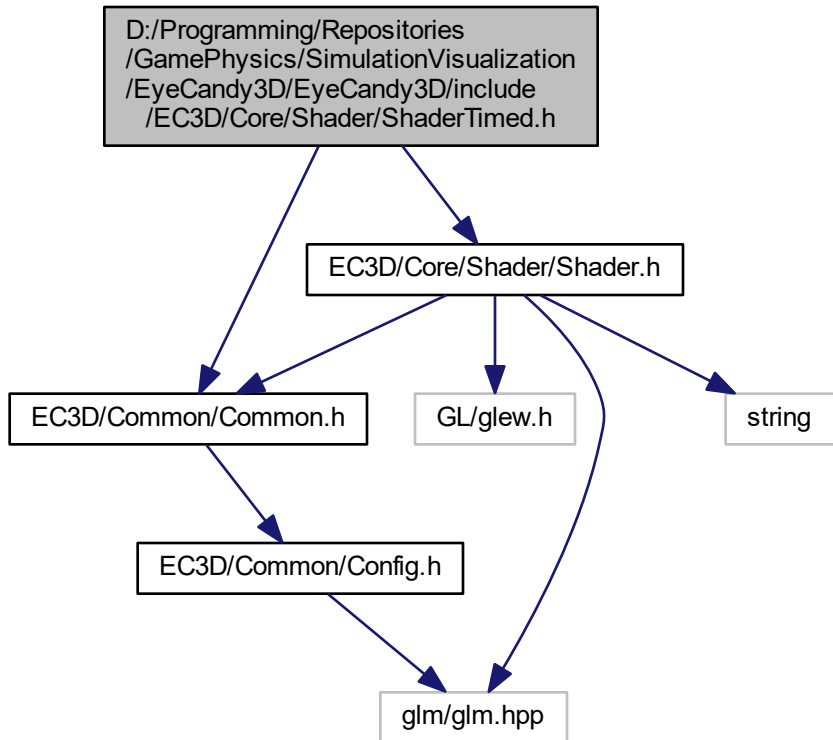 D:/Programming/Repositories
/GamePhysics/SimulationVisualization
/EyeCandy3D/EyeCandy3D/include
/EC3D/Core/Shader/ShaderTimed.h
EC3D/Core/Shader/Shader.h
EC3D/Common/Common.h
GL/glew.h
string
EC3D/Common/Config.h
glm/glm.hpp